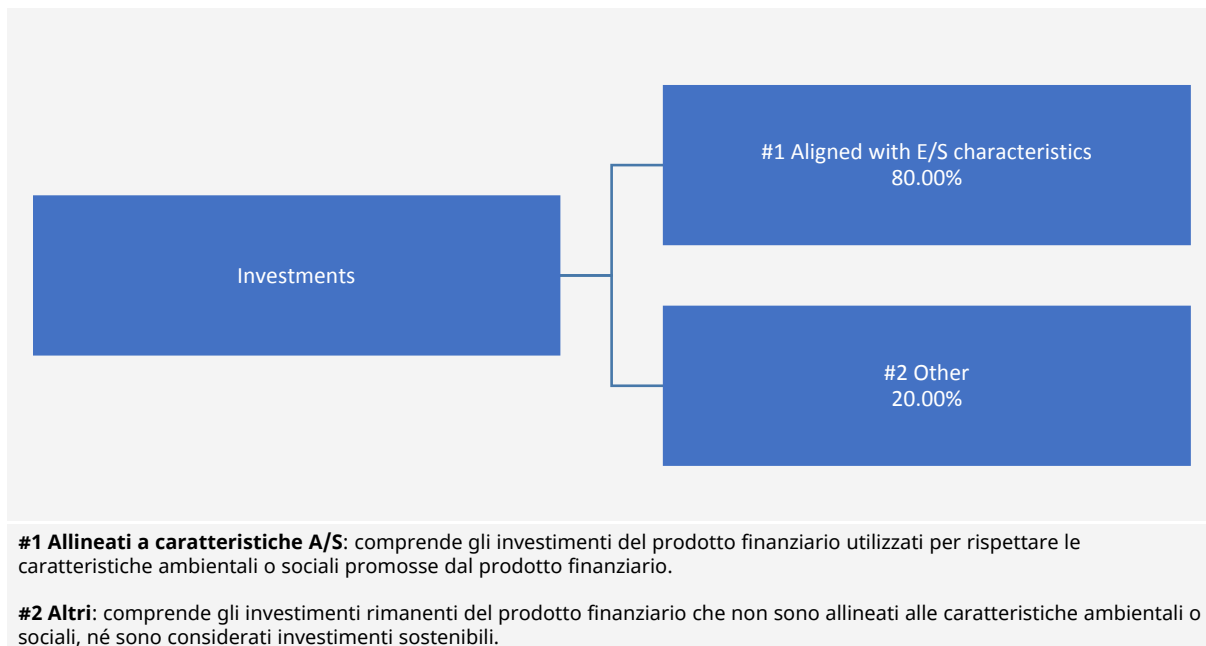 #1 Aligned with E/S characteristics
80.00%
Investments
#2 Other
20.00%
#1 Allineati a caratteristiche A/S: comprende gli investimenti del prodotto finanziario utilizzati per rispettare le
caratteristiche ambientali o sociali promosse dal prodotto finanziario.
#2 Altri: comprende gli investimenti rimanenti del prodotto finanziario che non sono allineati alle caratteristiche ambientali o
sociali, né sono considerati investimenti sostenibili.